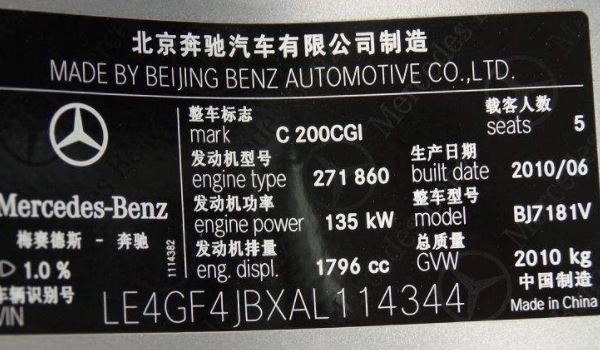 北京奔驰汽车有限公司制造
MADE BY BEIJING BENZ AUTOMOTIVE CO.,LTD.
整车标志 载客人数
mark C 200CGI seats 5
发动机型号 生产日期
engine type 271 860 built date 2010/06
发动机功率 整车型号
engine power 135 kW model BJ7181V
发动机排量 总质量
eng. displ. 1796 cc GVW 2010 kg
Mercedes-Benz
梅赛德斯 - 奔驰
1.0 %
1114382
中国制造
Made in China
车辆识别号
VIN LE4GF4JBXAL114344